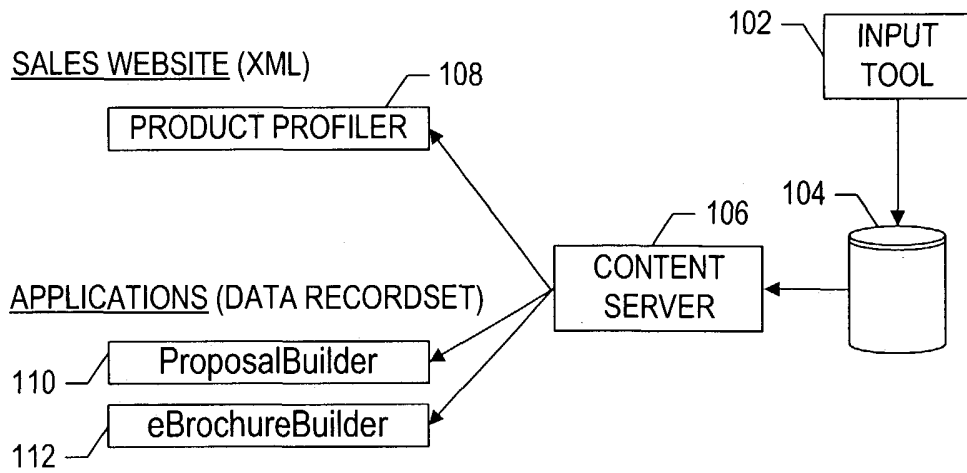 102
INPUT
TOOL
SALES WEBSITE (XML)
108
PRODUCT PROFILER
104
106
CONTENT
SERVER
APPLICATIONS (DATA RECORDSET)
110
ProposalBuilder
eBrochureBuilder
112